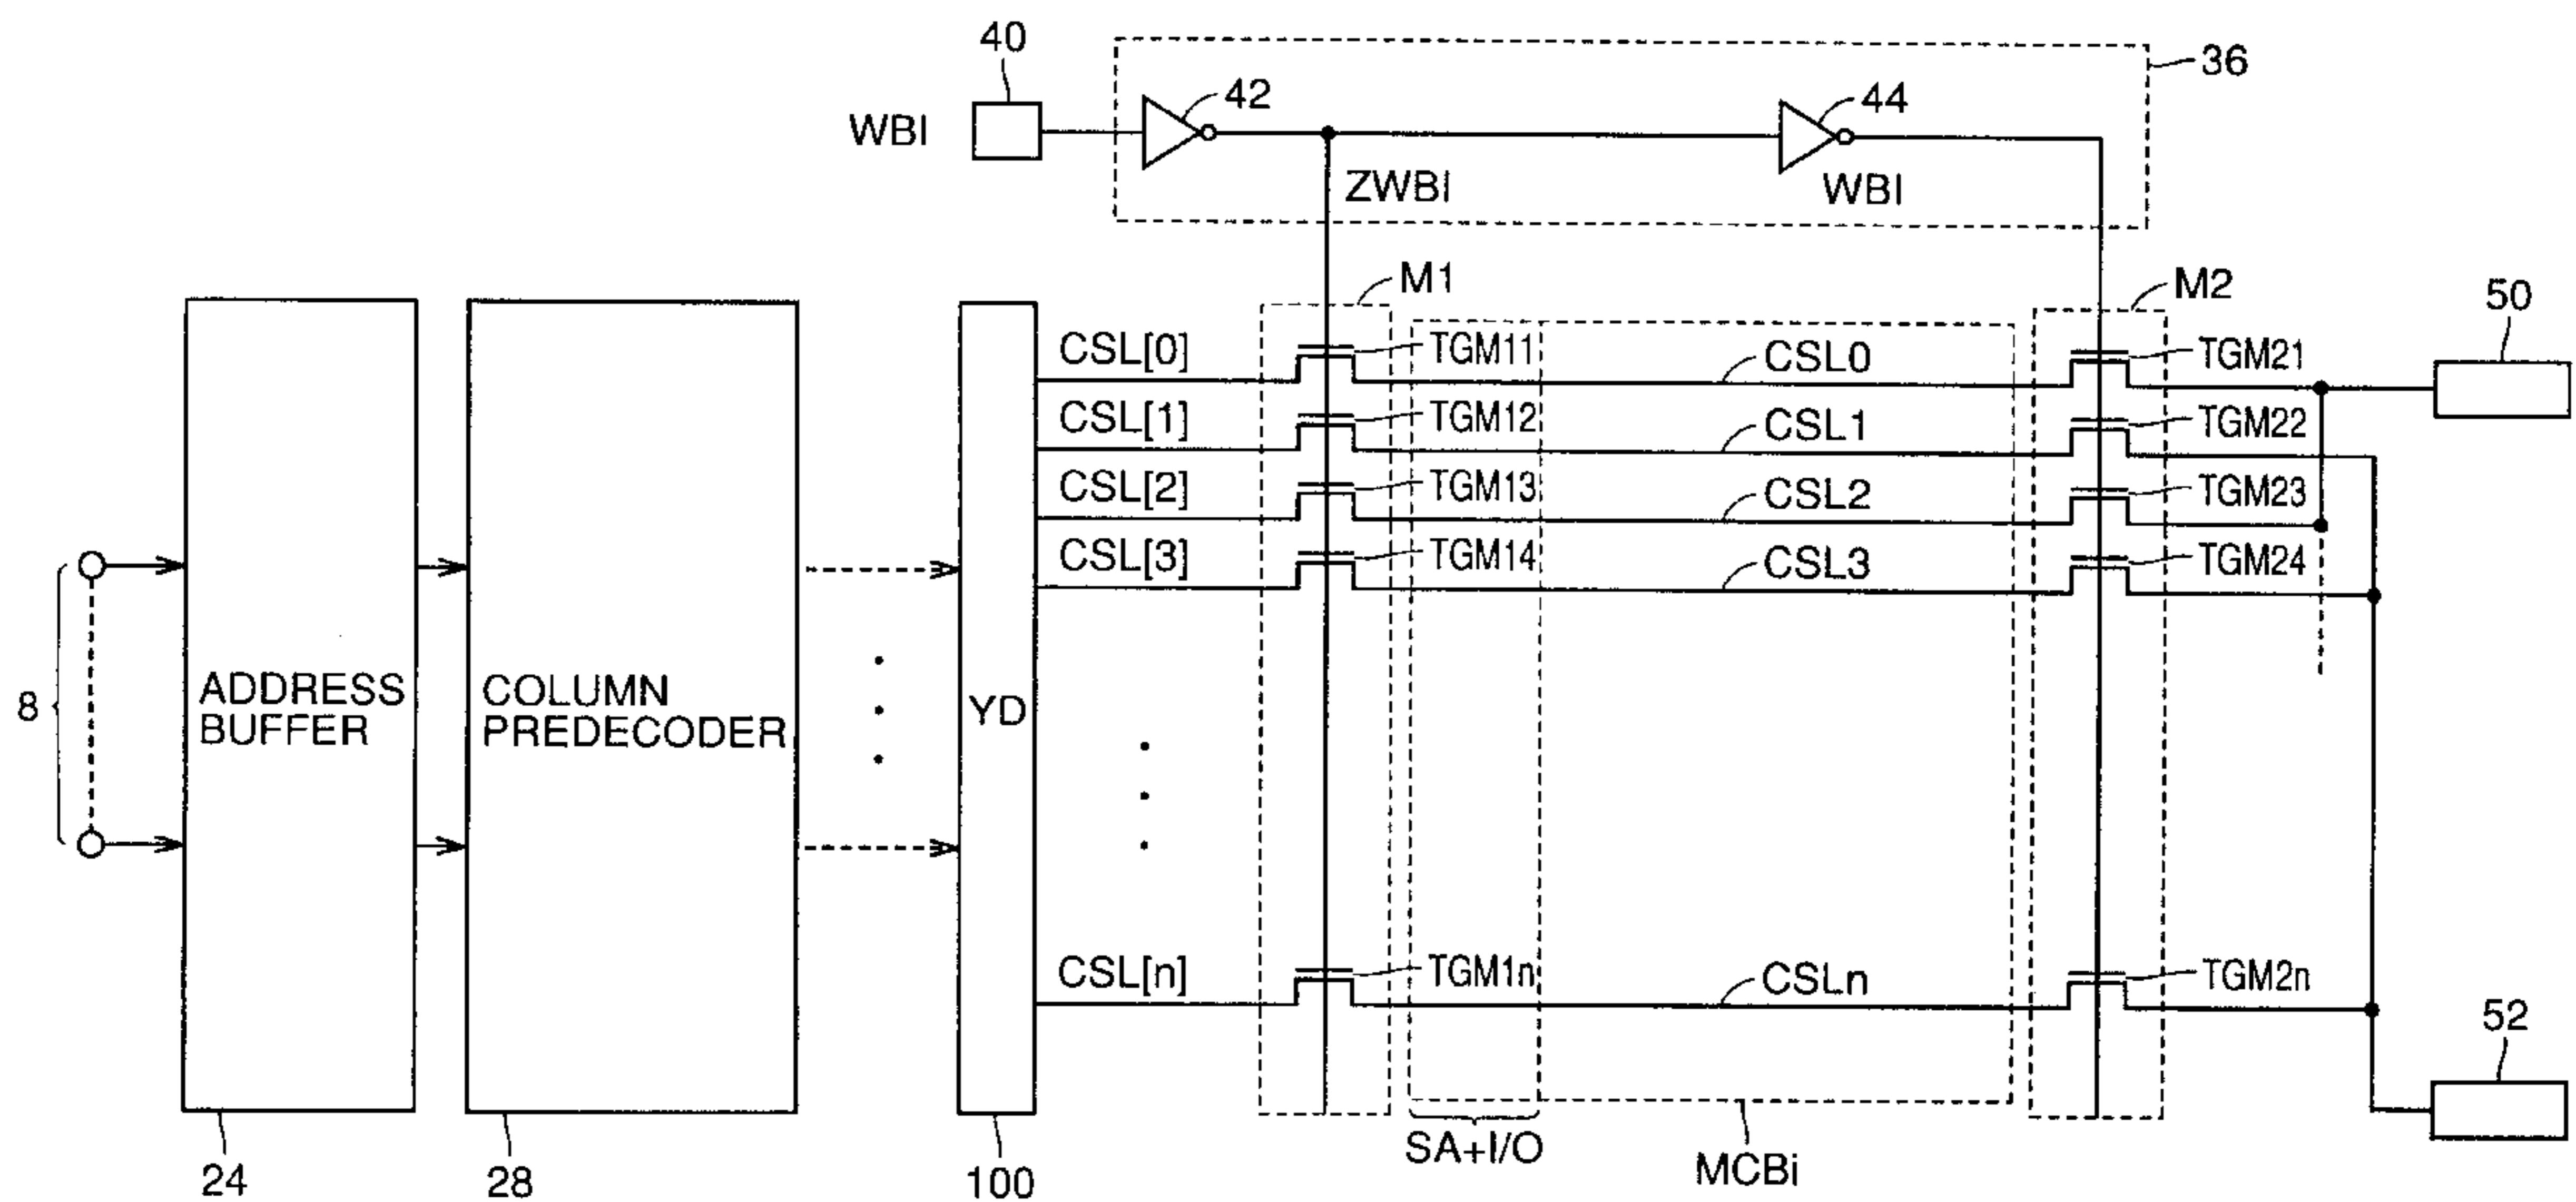 40
36
WBI
42
44
ZWBI
WBI
M1
M2
50
CSL[0]
TGM11
CSL0
TGM21
CSL[1]
TGM12
CSL1
TGM22
CSL[2]
TGM13
CSL2
TGM23
CSL[3]
TGM14
CSL3
TGM24
8
ADDRESS
BUFFER
COLUMN
PREDECODER
YD
CSL[n]
TGM1n
CSLn
TGM2n
52
SA+I/O
MCBi
24
28
100